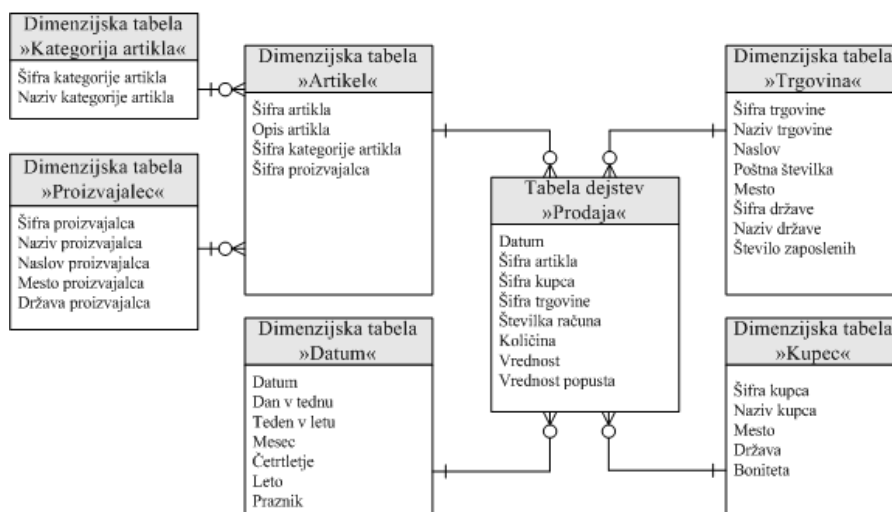 Dimenzijska tabela
»Kategorija artikla«
Šifra kategorije artikla
Naziv kategorije artikla
Dimenzijska tabela
»Proizvajalec«
Šifra proizvajalca
Naziv proizvajalca
Naslov proizvajalca
Mesto proizvajalca
Država proizvajalca
Dimenzijska tabela
»Artikel«
Šifra artikla
Opis artikla
Šifra kategorije artikla
Šifra proizvajalca
Dimenzijska tabela
»Datum«
Datum
Dan v tednu
Teden v letu
Mesec
Četrtletje
Leto
Praznik
Tabela dejstev
»Prodaja«
Datum
Šifra artikla
Šifra kupca
Šifra trgovine
Številka računa
Količina
Vrednost
Vrednost popusta
Dimenzijska tabela
»Trgovina«
Šifra trgovine
Naziv trgovine
Naslov
Poštna številka
Mesto
Šifra države
Naziv države
Število zaposlenih
Dimenzijska tabela
»Kupec«
Šifra kupca
Naziv kupca
Mesto
Država
Boniteta